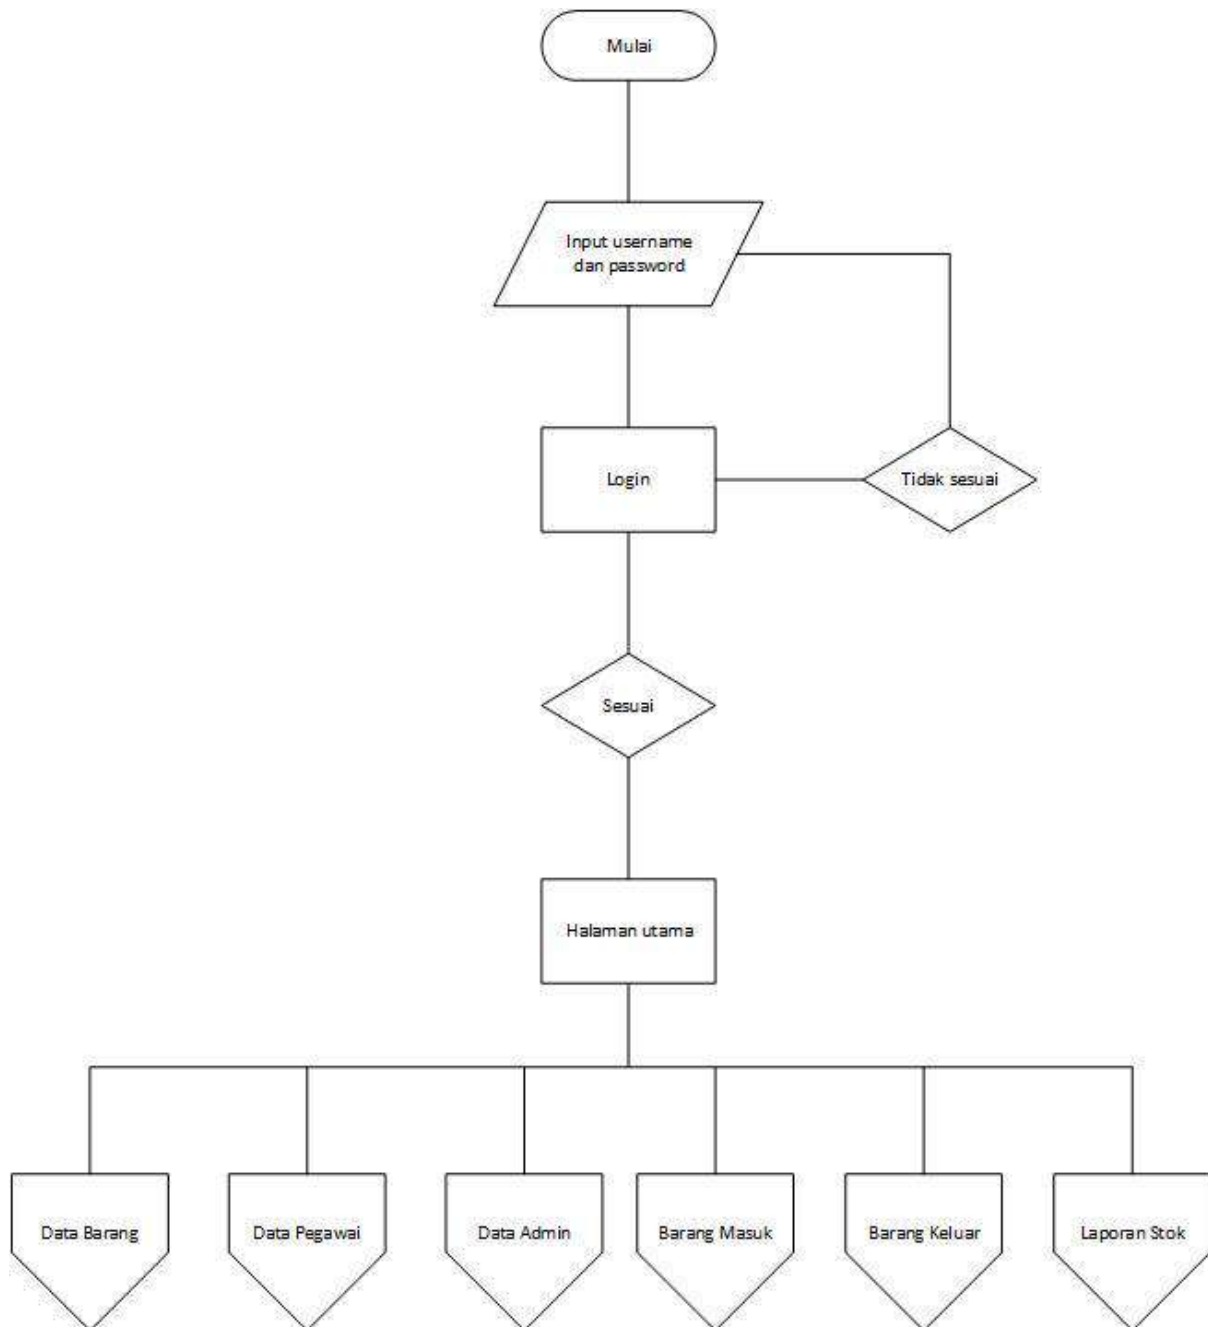 Mulai
Input username
dan password
Login
Tidak sesuai
Sesuai
Halaman utama
Data Barang
Data Pegawai
Data Admin
Barang Masuk
Barang Keluar
Laporan Stok